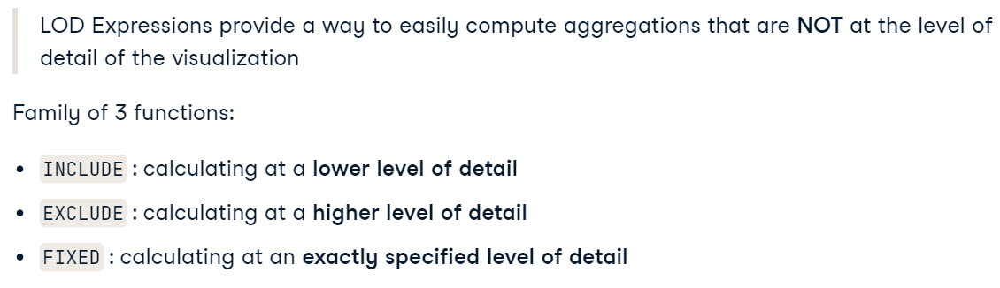 LOD Expressions provide a way to easily compute aggregations that are NOT at the level of
detail of the visualization
Family of 3 functions:
• INCLUDE : calculating at a lower level of detail
• EXCLUDE : calculating at a higher level of detail
• FIXED : calculating at an exactly specified level of detail